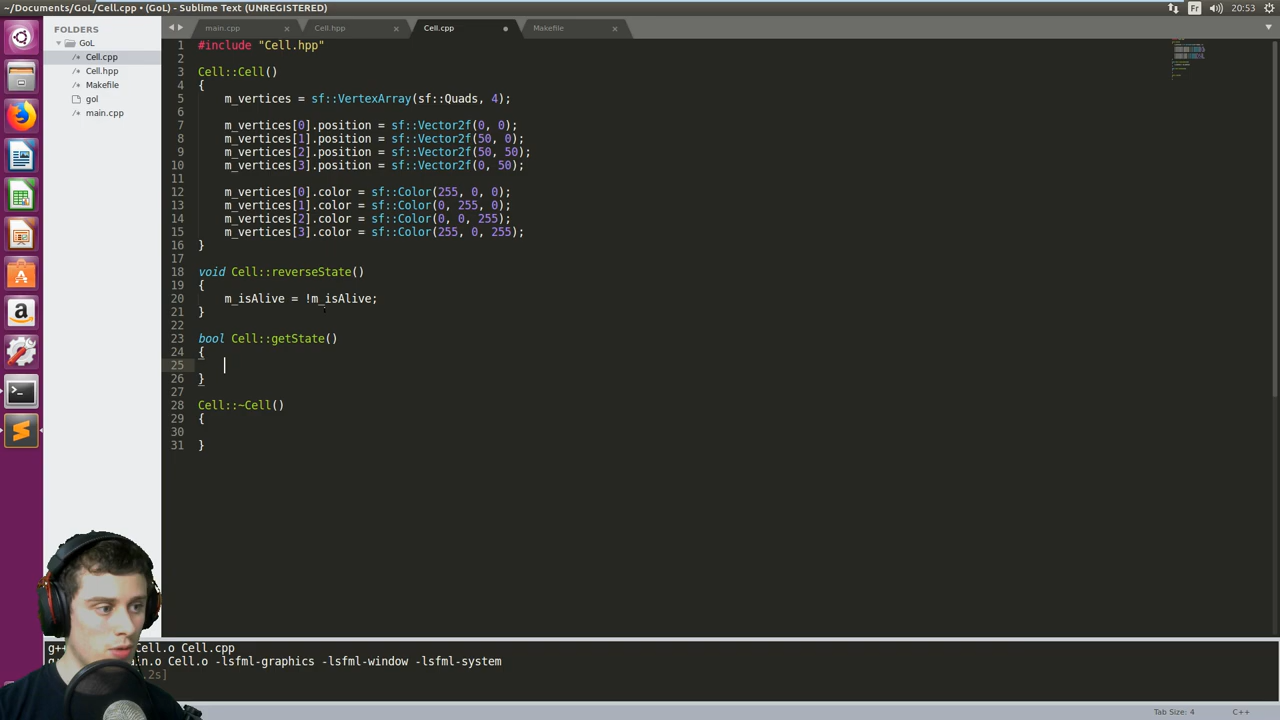 ~/Documents/GoL/Cell.cpp • (GoL) - Sublime Text (UNREGISTERED)
Fr
20:53
FOLDERS
GoL
Cell.cpp
Cell.hpp
Makefile
gol
main.cpp
main.cpp
Cell.hpp
Cell.cpp
Makefile
1 #include "Cell.hpp"
2
3 Cell::Cell()
4 {
5 m_vertices = sf::VertexArray(sf::Quads, 4);
6
7 m_vertices[0].position = sf::Vector2f(0, 0);
8 m_vertices[1].position = sf::Vector2f(50, 0);
9 m_vertices[2].position = sf::Vector2f(50, 50);
10 m_vertices[3].position = sf::Vector2f(0, 50);
11
12 m_vertices[0].color = sf::Color(255, 0, 0);
13 m_vertices[1].color = sf::Color(0, 255, 0);
14 m_vertices[2].color = sf::Color(0, 0, 255);
15 m_vertices[3].color = sf::Color(255, 0, 255);
16 }
17
18 void Cell::reverseState()
19 {
20 m_isAlive = !m_isAlive;
21 }
22
23 bool Cell::getState()
24 {
25
26 }
27
28 Cell::~Cell()
29 {
30
31 }
g++ Cell.o Cell.cpp
.o Cell.o -lsfml-graphics -lsfml-window -lsfml-system
.2s]
Tab Size: 4
C++